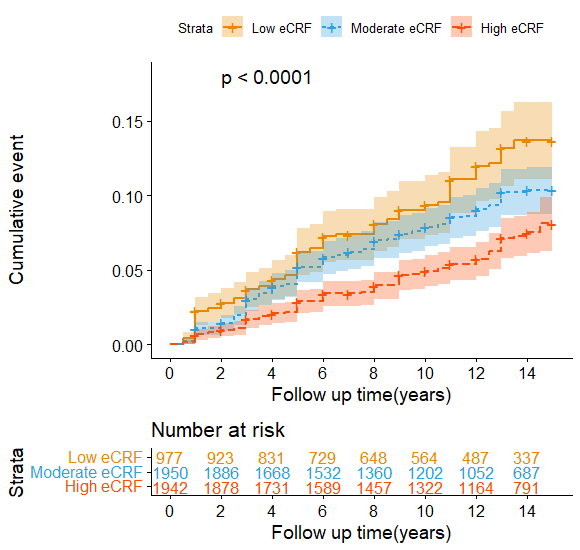 Strata Low eCRF Moderate eCRF High eCRF
p < 0.0001
Cumulative event
0.15
0.10
0.05
0.00
0 2 4 6 8 10 12 14
Follow up time(years)
Number at risk
Strata
Low eCRF 977 923 831 729 648 564 487 337
Moderate eCRF 1950 1886 1668 1532 1360 1202 1052 687
High eCRF 1942 1878 1731 1589 1457 1322 1164 791
0 2 4 6 8 10 12 14
Follow up time(years)